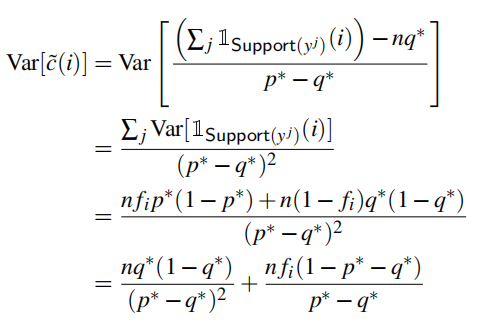 Var[c̃(i)] = Var [ ( (∑_j 𝟙_{Support(y^j)}(i)) − nq* ) / (p* − q*) ]
= ∑_j Var[𝟙_{Support(y^j)}(i)] / (p* − q*)²
= ( nf_i p*(1 − p*) + n(1 − f_i)q*(1 − q*) ) / (p* − q*)²
= nq*(1 − q*) / (p* − q*)² + nf_i(1 − p* − q*) / (p* − q*)